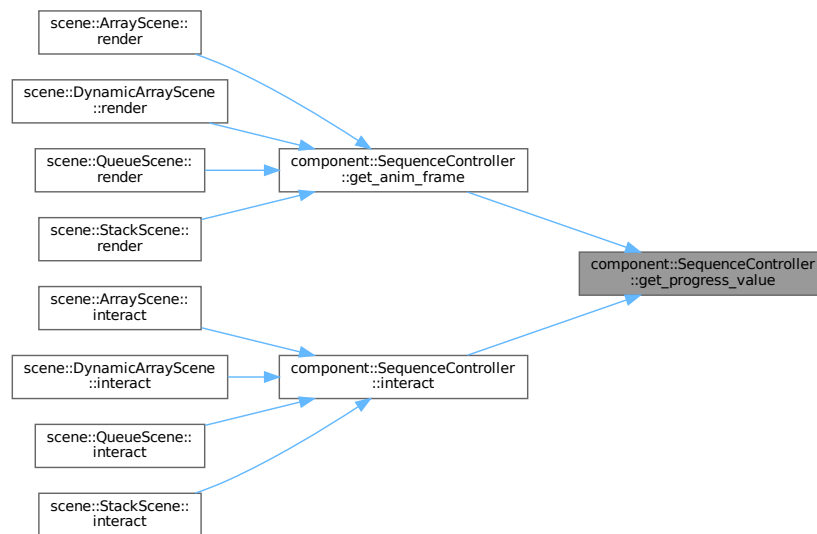 scene::ArrayScene::
render
scene::DynamicArrayScene
::render
scene::QueueScene::
render
scene::StackScene::
render
component::SequenceController
::get_anim_frame
component::SequenceController
::get_progress_value
scene::ArrayScene::
interact
scene::DynamicArrayScene
::interact
component::SequenceController
::interact
scene::QueueScene::
interact
scene::StackScene::
interact